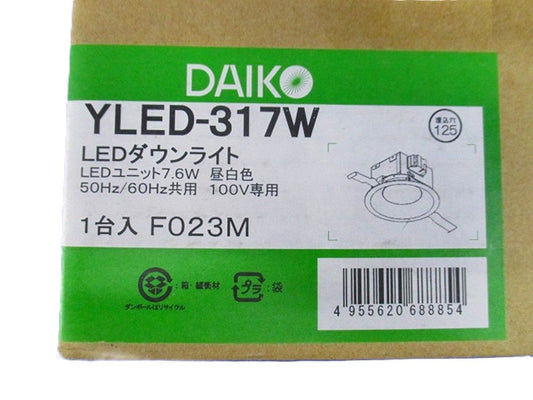 DAIKO
YLED-317W
埋込穴
125
LEDダウンライト
LEDユニット7.6W 昼白色
50Hz/60Hz共用 100V専用
1台入 F023M
:箱・緩衝材
プラ
:袋
ダンボールはリサイクル
4955620688854